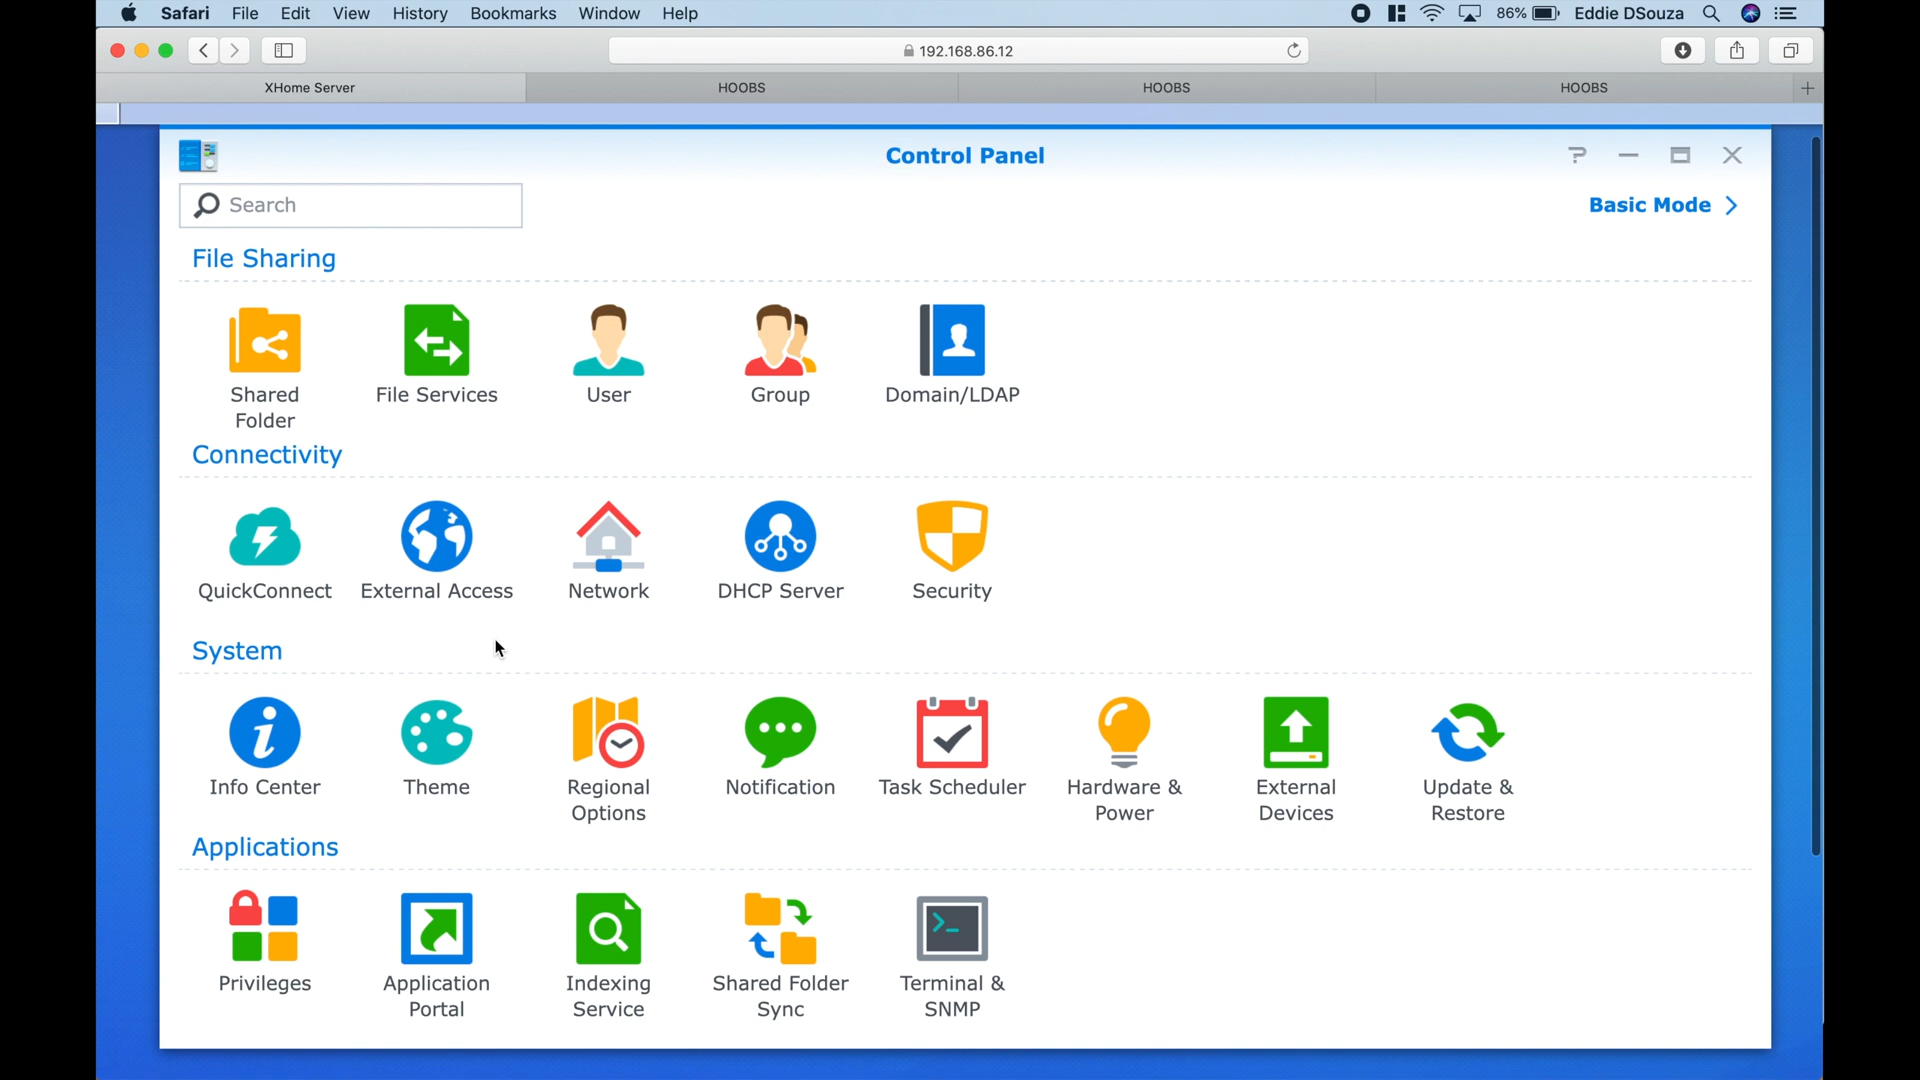 Safari File Edit View History Bookmarks Window Help 86% Eddie DSouza
192.168.86.12
XHome Server HOOBS HOOBS HOOBS
Control Panel
Search Basic Mode
File Sharing
Shared Folder
File Services
User
Group
Domain/LDAP
Connectivity
QuickConnect
External Access
Network
DHCP Server
Security
System
Info Center
Theme
Regional
Options
Notification
Task Scheduler
Hardware &
Power
External
Devices
Update &
Restore
Applications
Privileges
Application
Portal
Indexing
Service
Shared Folder
Sync
Terminal &
SNMP